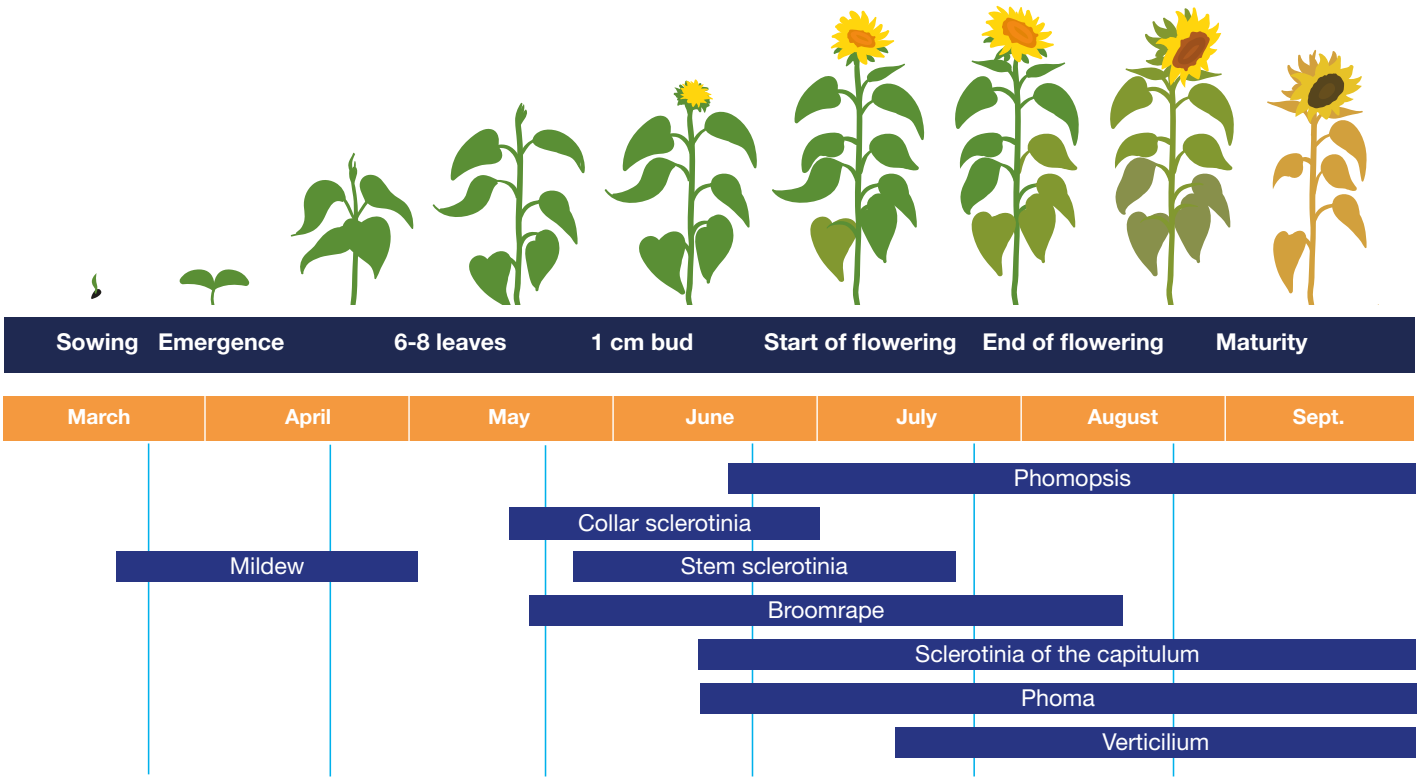 Sowing Emergence 6-8 leaves 1 cm bud Start of flowering End of flowering Maturity
March April May June July August Sept.
Phomopsis
Collar sclerotinia
Mildew Stem sclerotinia
Broomrape
Sclerotinia of the capitulum
Phoma
Verticilium